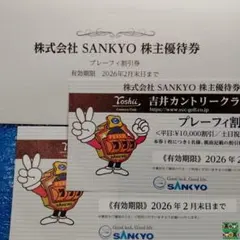 株式会社 SANKYO 株主優待券
プレーフィ割引券
有効期限 2026年2月末日まで
株式会社 SANKYO 株主優待
Yoshii
吉井カントリークラ
プレーフィ割
<平日:¥10,000割引/土日祝
《有効期限》2026年2
Good luck, Good life.
SANKYO
《有効期限》2026年2月末日まで
Good luck, Good life.
SANKYO